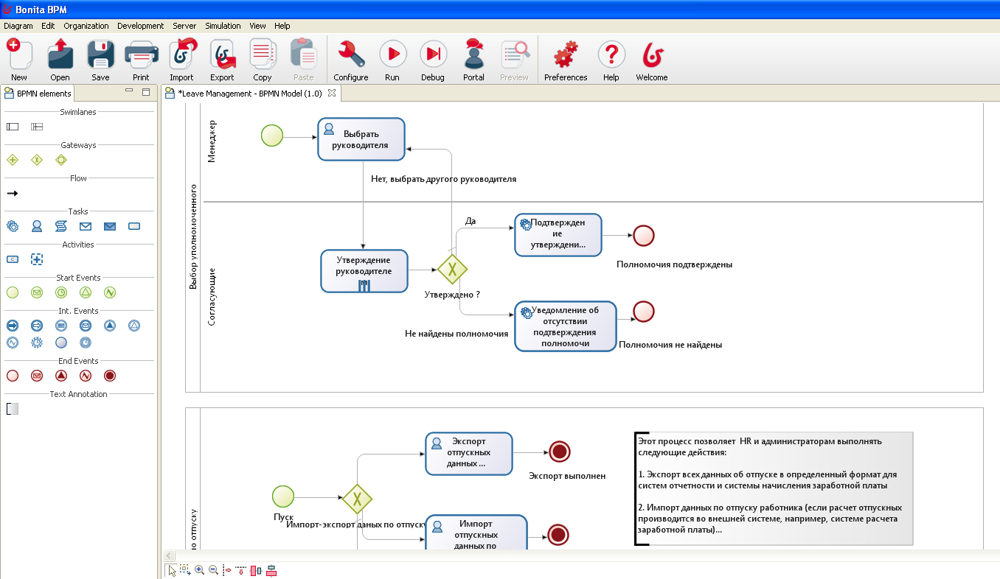 Bonita BPM
Diagram Edit Organization Development Server Simulation View Help
New Open Save Print Import Export Copy Paste Configure Run Debug Portal Preview Preferences Help Welcome
BPMN elements
*Leave Management - BPMN Model (1.0)
Swimlanes
Gateways
Flow
Tasks
Activities
Start Events
Int. Events
End Events
Text Annotation
Выбор уполномоченного
Менеджер
Выбрать
руководителя
Нет, выбрать другого руководителя
Согласующие
Утверждение
руководителе
м
Утверждено ?
Да
Подтвержден
ие
утверждени...
Полномочия подтверждены
Не найдены полномочия
Уведомление об
отсутствии
подтверждения
полномочи
Полномочия не найдены
по отпуску
Пуск
Импорт-экспорт даных по отпуску
Экспорт
отпускных
данных ...
Экспорт выполнен
Импорт
отпускных
данных по
Этот процесс позволяет HR и администраторам выполнять
следующие действия:
1. Экспорт всех данных об отпуске в определенный формат для
систем отчетности и системы начисления заработной платы
2. Импорт данных по отпуску работника (если расчет отпускных
производится во внешней системе, например, системе расчета
заработной платы)...